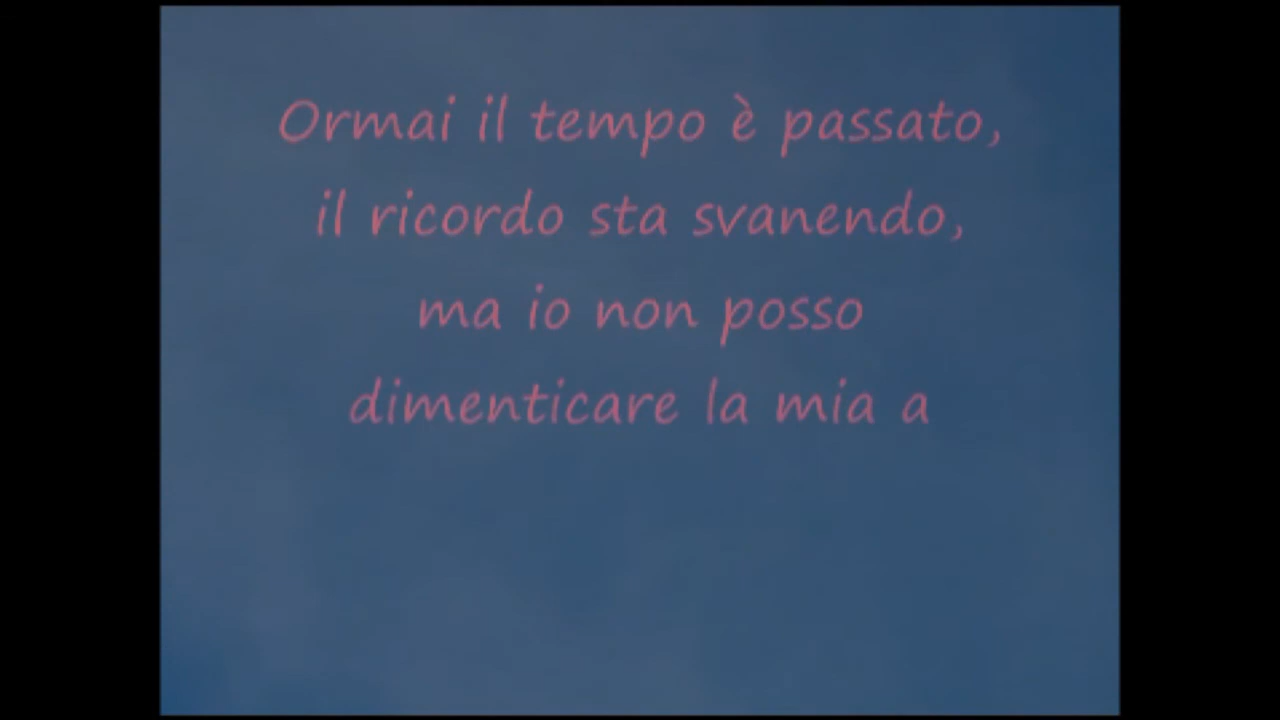 Ormai il tempo è passato,
il ricordo sta svanendo,
ma io non posso
dimenticare la mia a